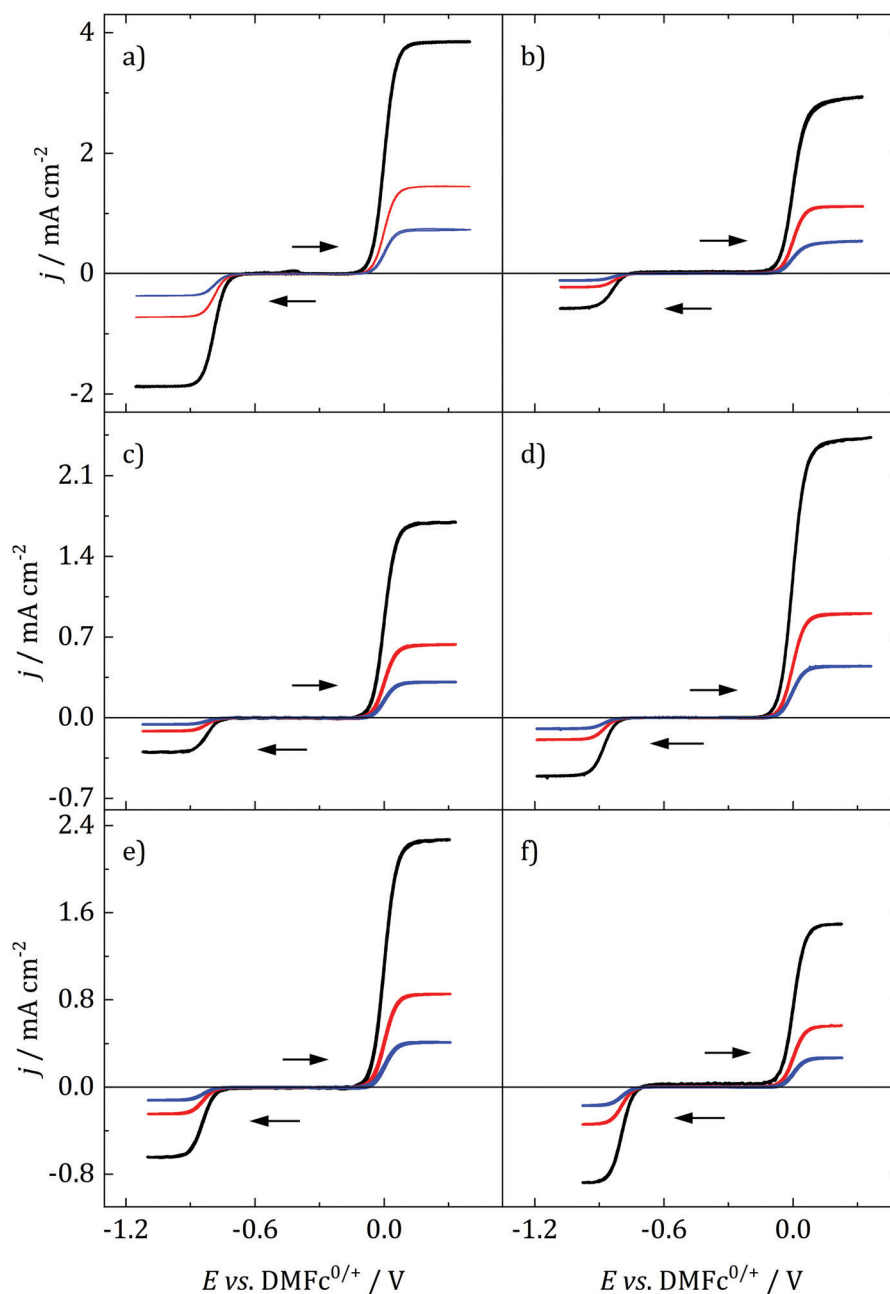 a)
b)
4
2
0
-2
j / mA cm⁻²
c)
d)
2.1
1.4
0.7
0.0
-0.7
j / mA cm⁻²
e)
f)
2.4
1.6
0.8
0.0
-0.8
j / mA cm⁻²
-1.2 -0.6 0.0 -1.2 -0.6 0.0
E vs. DMFc⁰/⁺ / V E vs. DMFc⁰/⁺ / V